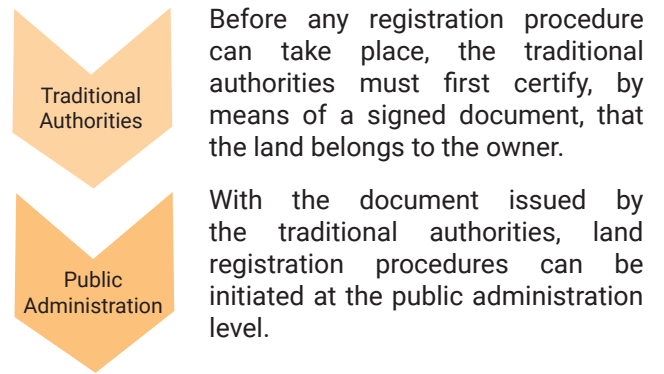 Traditional
Authorities
Before any registration procedure
can take place, the traditional
authorities must first certify, by
means of a signed document, that
the land belongs to the owner.
Public
Administration
With the document issued by
the traditional authorities, land
registration procedures can be
initiated at the public administration
level.